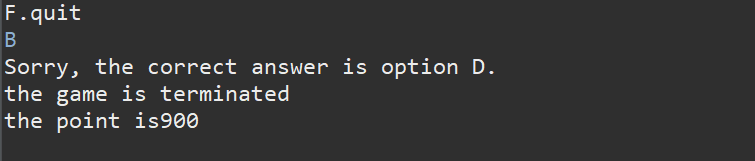 F.quit
B
Sorry, the correct answer is option D.
the game is terminated
the point is900